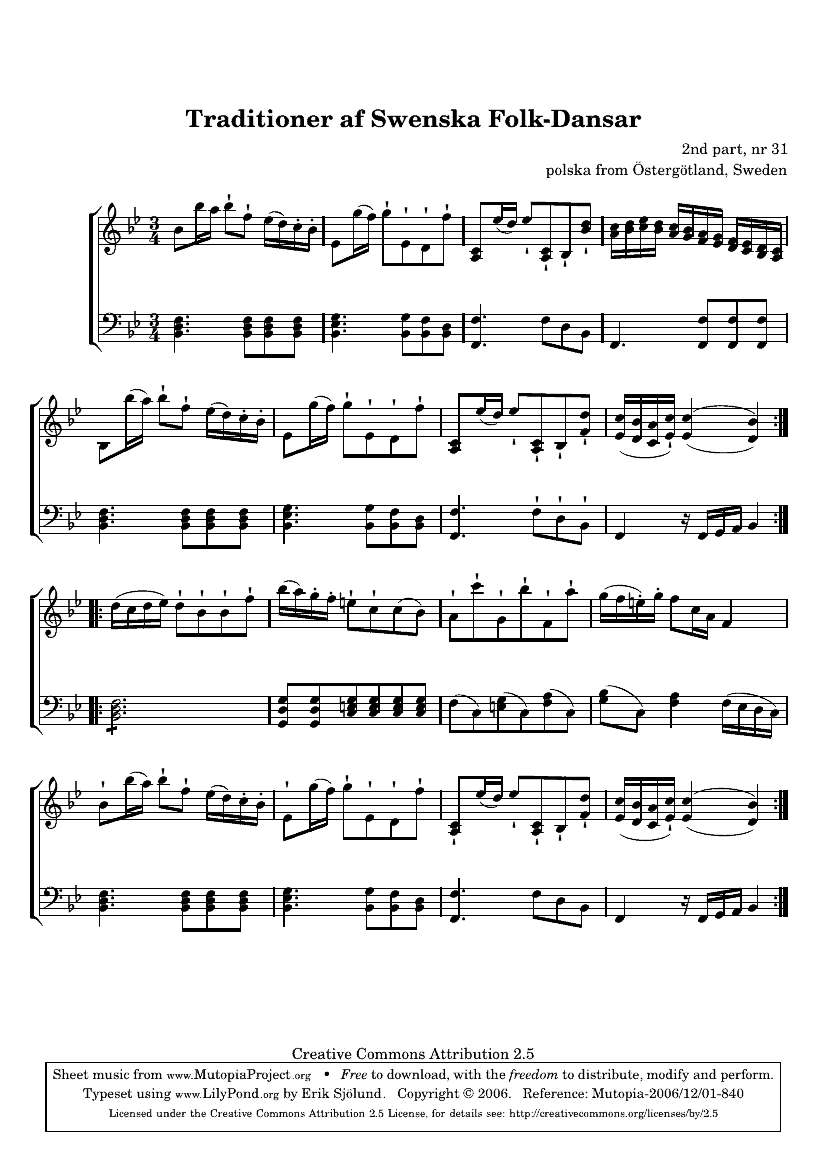 Traditioner af Swenska Folk-Dansar
2nd part, nr 31
polska from Östergötland, Sweden
Creative Commons Attribution 2.5
Sheet music from www.MutopiaProject.org • Free to download, with the freedom to distribute, modify and perform.
Typeset using www.LilyPond.org by Erik Sjölund. Copyright © 2006. Reference: Mutopia-2006/12/01-840
Licensed under the Creative Commons Attribution 2.5 License, for details see: http://creativecommons.org/licenses/by/2.5